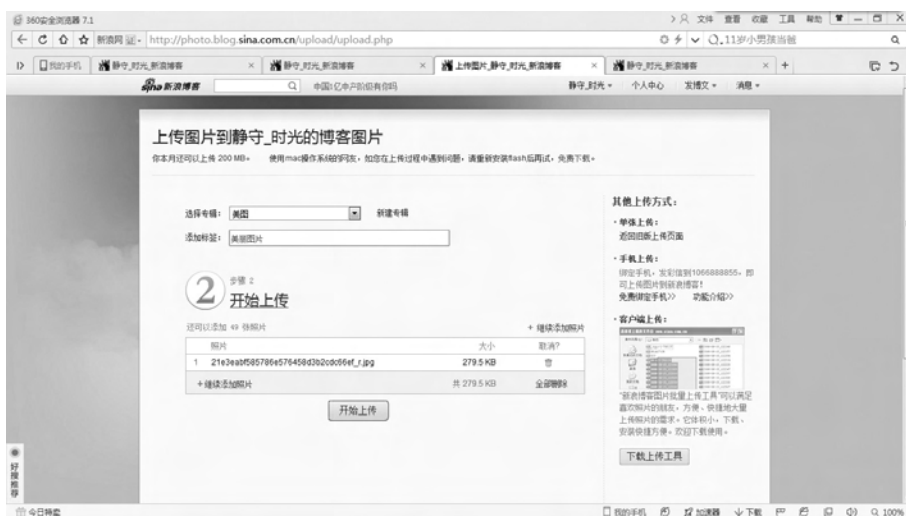 360安全浏览器 7.1
文件 查看 收藏 工具 帮助
新浪网 证 http://photo.blog.sina.com.cn/upload/upload.php
11岁小男孩当爸
我的手机
静守_时光_新浪博客
静守_时光_新浪博客
上传图片_静守_时光_新浪博客
静守_时光_新浪博客
sina 新浪博客
中国1亿中产阶级有你吗
静守_时光
个人中心
发博文
消息
上传图片到静守_时光的博客图片
你本月还可以上传 200 MB。 使用mac操作系统的网友,如您在上传过程中遇到问题,请重新安装flash后再试,免费下载。
选择专辑: 美图 新建专辑
添加标签: 美丽图片
2 步骤 2
开始上传
还可以添加 49 张照片 + 继续添加照片
照片 大小 取消?
1 21e3eabf585786e576458d3b2cdc66ef_r.jpg 279.5 KB
+继续添加照片 共 279.5 KB 全部删除
开始上传
其他上传方式:
· 单张上传:
返回旧版上传页面
· 手机上传:
绑定手机,发彩信到1066888855,即
可上传图片到新浪博客!
免费绑定手机>> 功能介绍>>
· 客户端上传:
“新浪博客图片批量上传工具”可以满足
喜欢照片的朋友,方便、快捷地大量
上传照片的需求。它体积小,下载、
安装快捷方便。欢迎下载使用。
下载上传工具
好搜推荐
今日特卖
我的手机
加速器
下载
100%